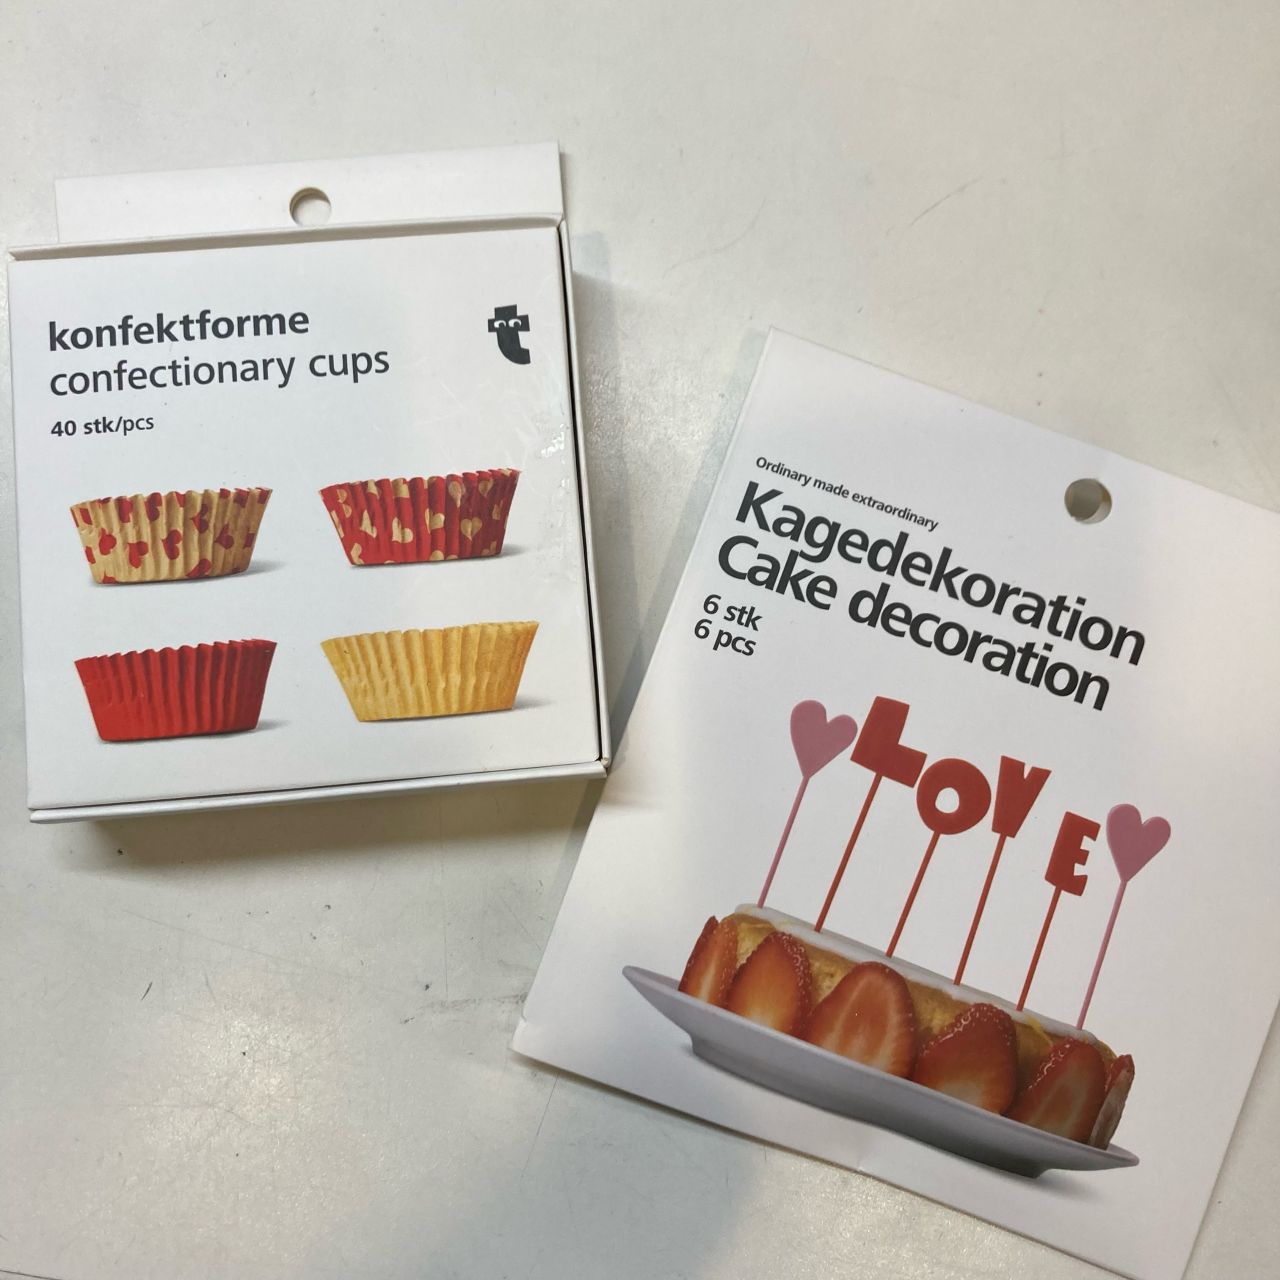 konfektforme
confectionary cups
40 stk/pcs
t
Ordinary made extraordinary
Kagedekoration
Cake decoration
6 stk
6 pcs
LOVE